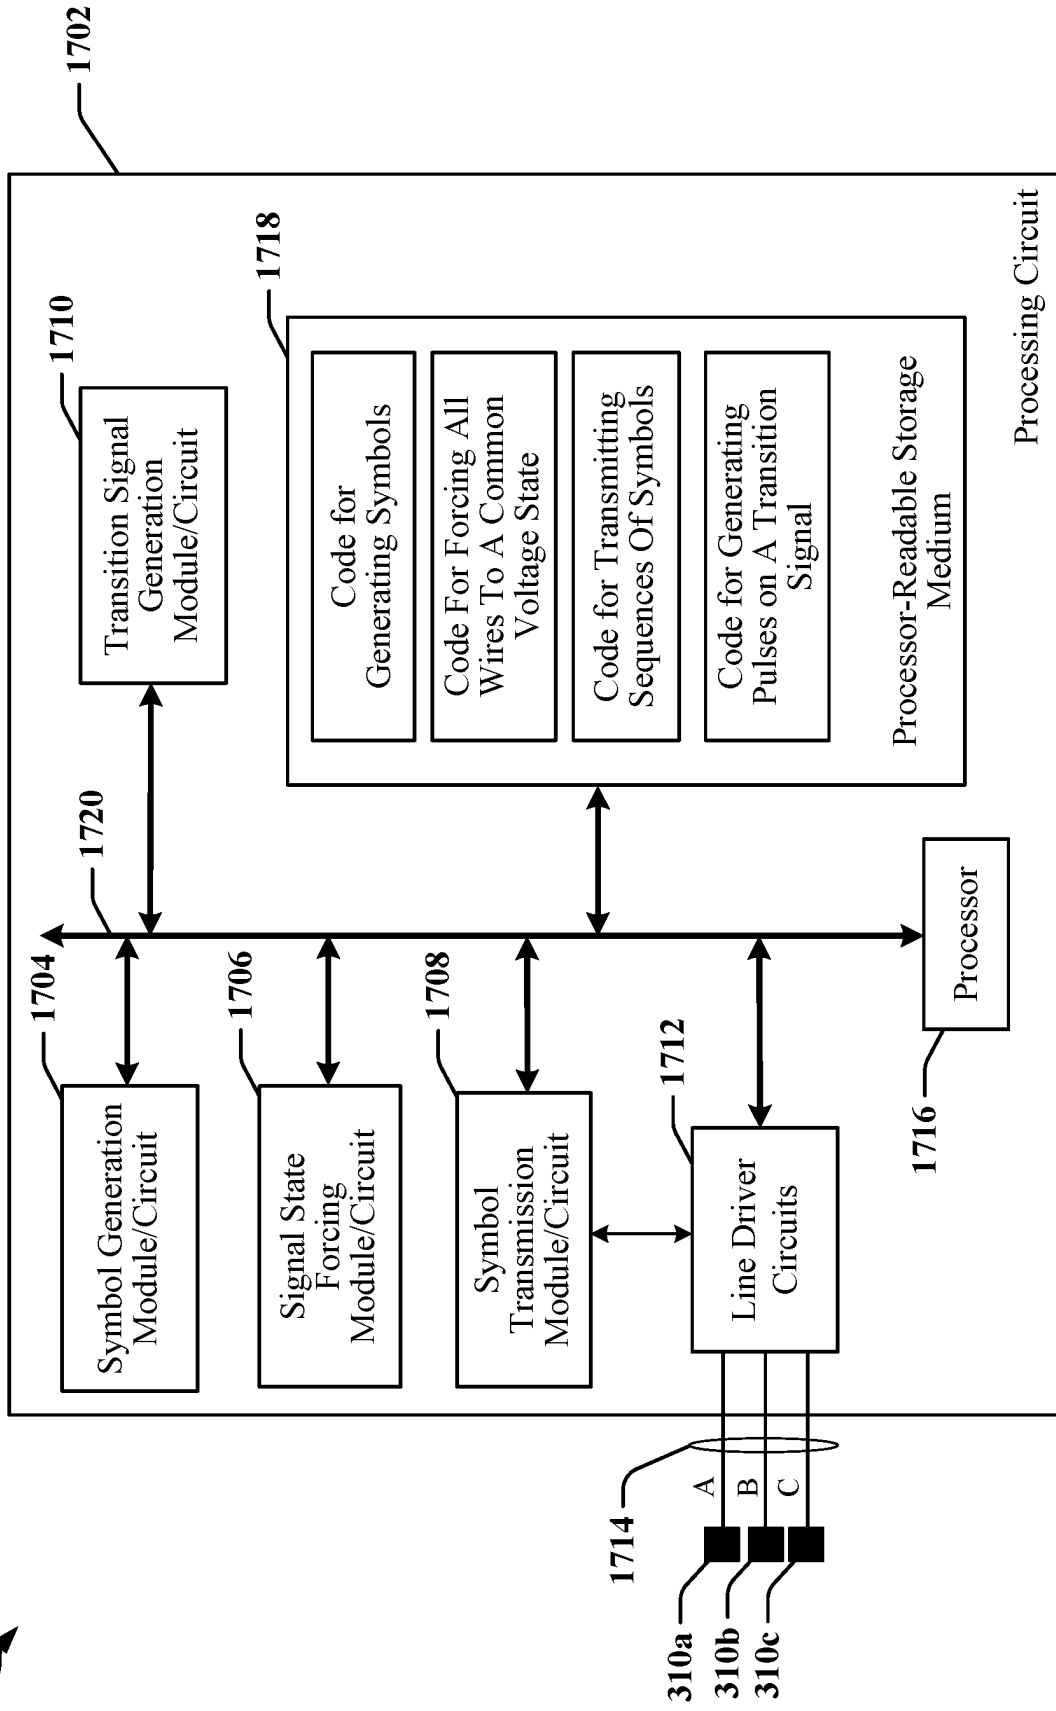 1702
1710
Transition Signal
Generation
Module/Circuit
1718
Code for
Generating Symbols
Code For Forcing All
Wires To A Common
Voltage State
Code for Transmitting
Sequences Of Symbols
Code for Generating
Pulses on A Transition
Signal
Processor-Readable Storage
Medium
Processing Circuit
1720
1704
Symbol Generation
Module/Circuit
1706
Signal State
Forcing
Module/Circuit
1708
Symbol
Transmission
Module/Circuit
1712
Line Driver
Circuits
1716
Processor
1714
A
B
C
310a
310b
310c